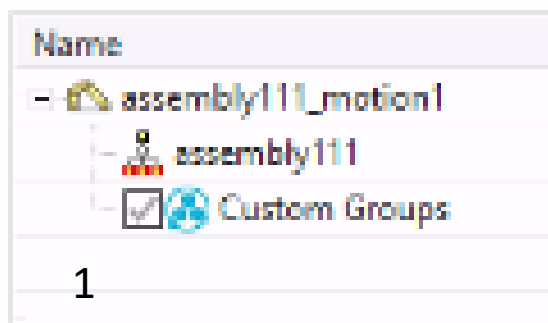 Name
assembly111_motion1
assembly111
Custom Groups
1